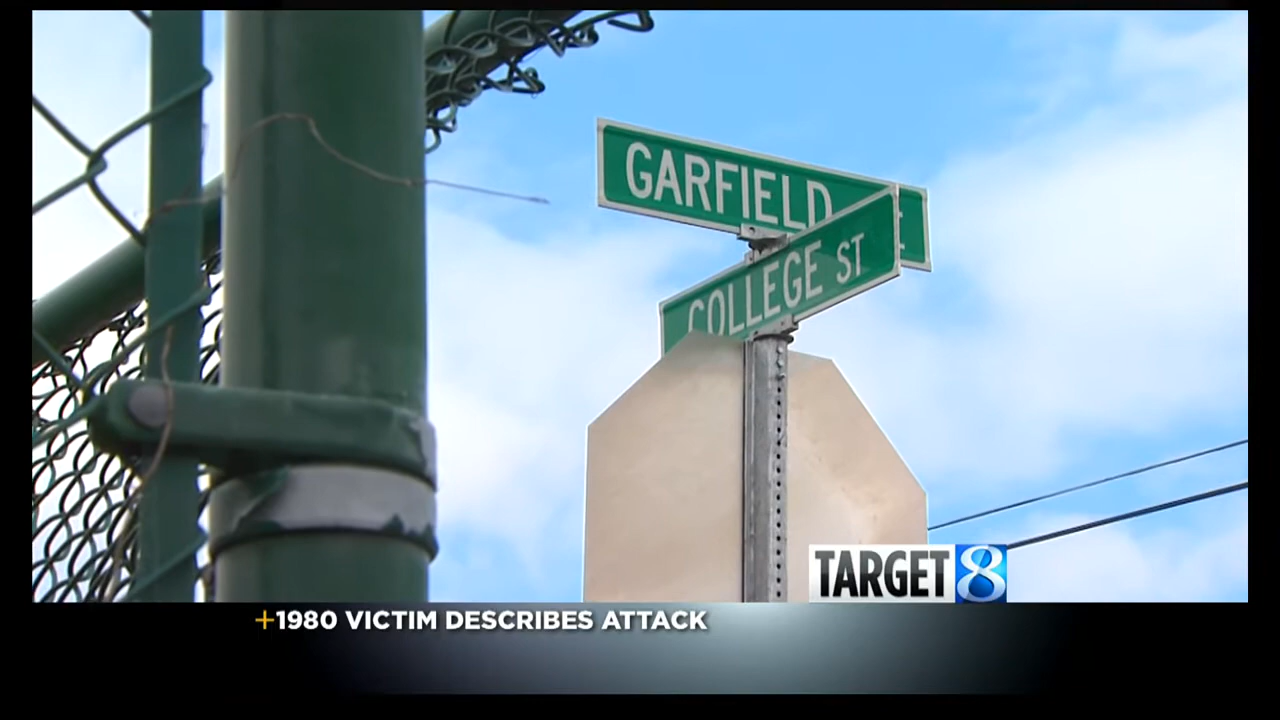 GARFIELD
COLLEGE ST
TARGET 8
+1980 VICTIM DESCRIBES ATTACK